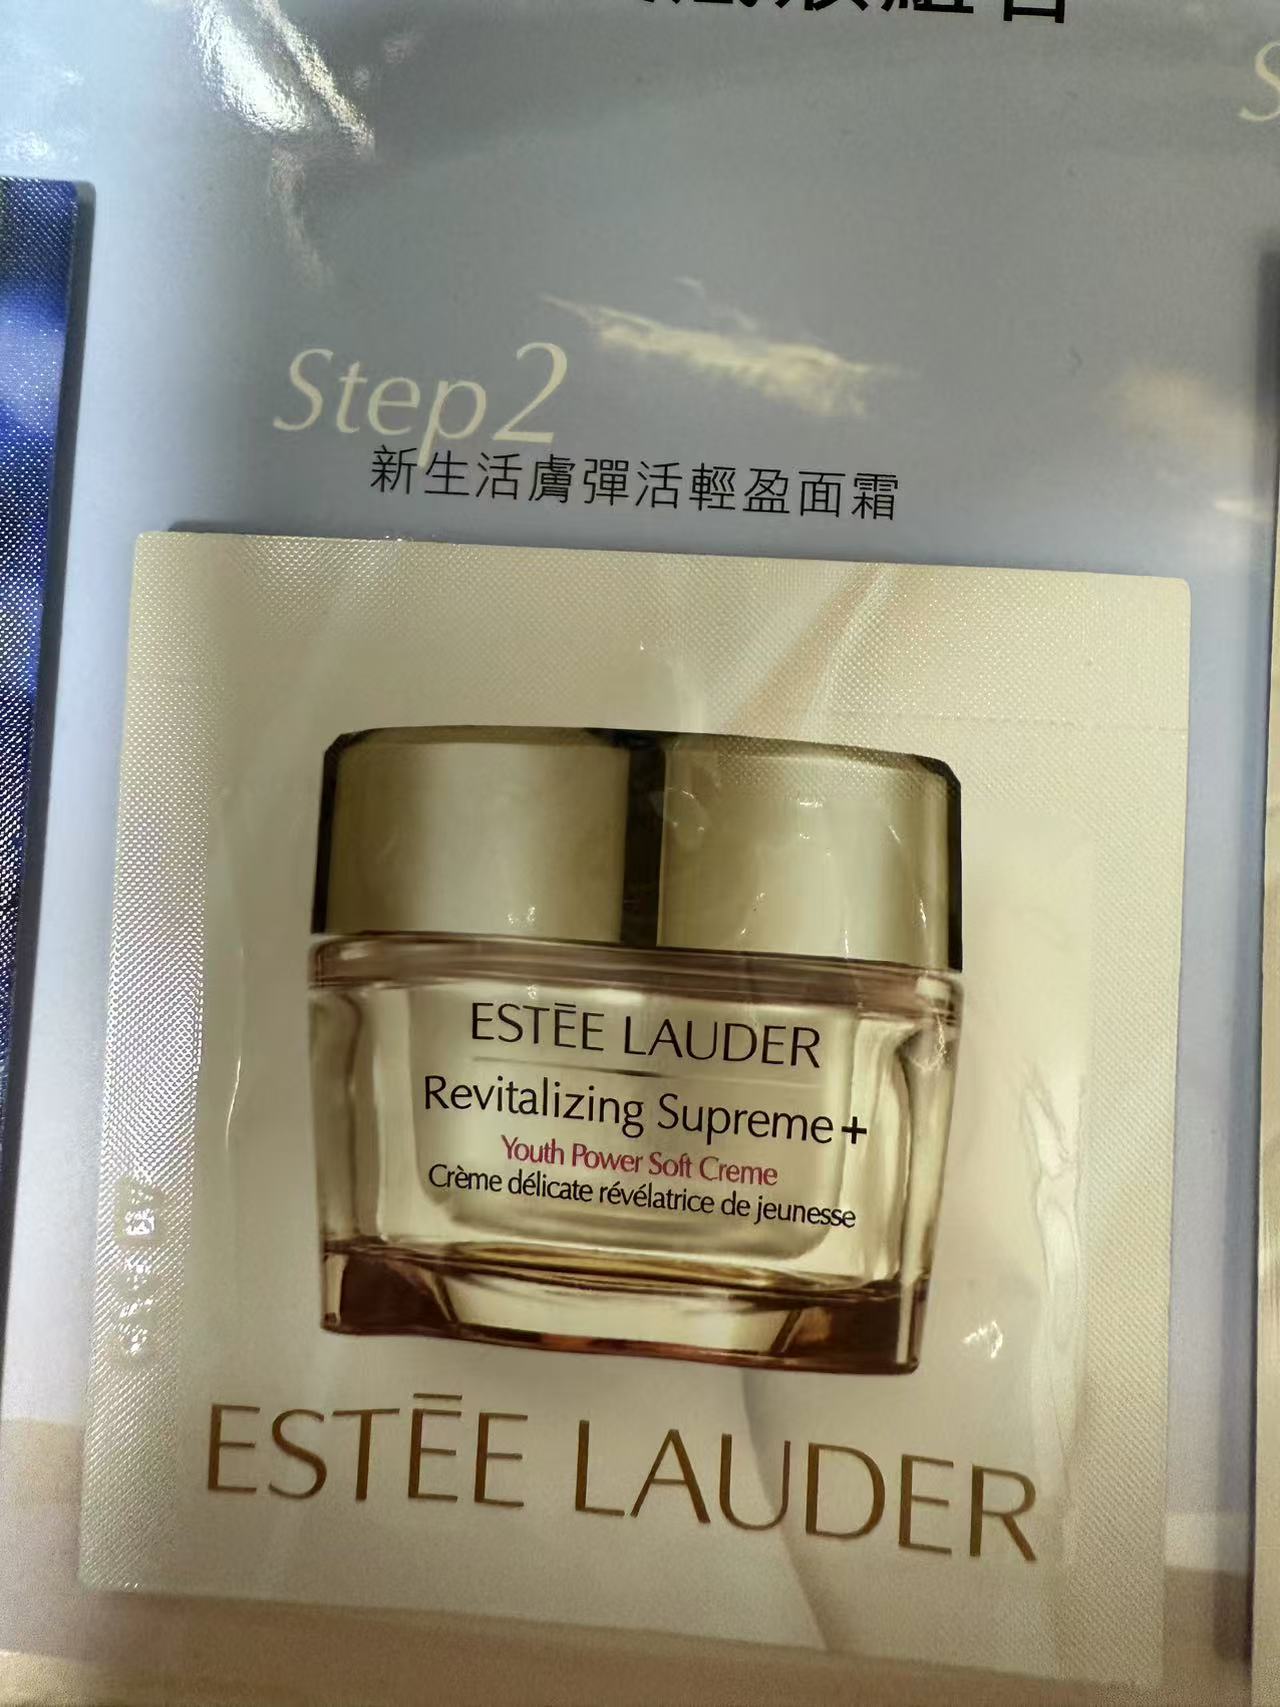 Step2
新生活膚彈活輕盈面霜
ESTĒE LAUDER
Revitalizing Supreme+
Youth Power Soft Creme
Crème délicate révélatrice de jeunesse
ESTĒE LAUDER